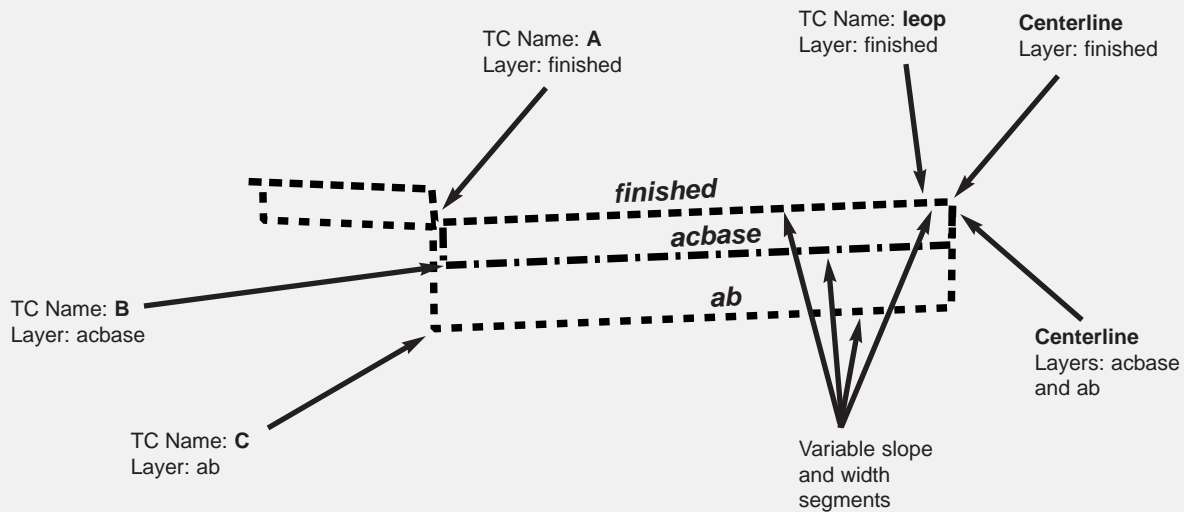 TC Name: A
Layer: finished
TC Name: leop
Layer: finished
Centerline
Layer: finished
finished
acbase
ab
TC Name: B
Layer: acbase
Centerline
Layers: acbase
and ab
TC Name: C
Layer: ab
Variable slope
and width
segments